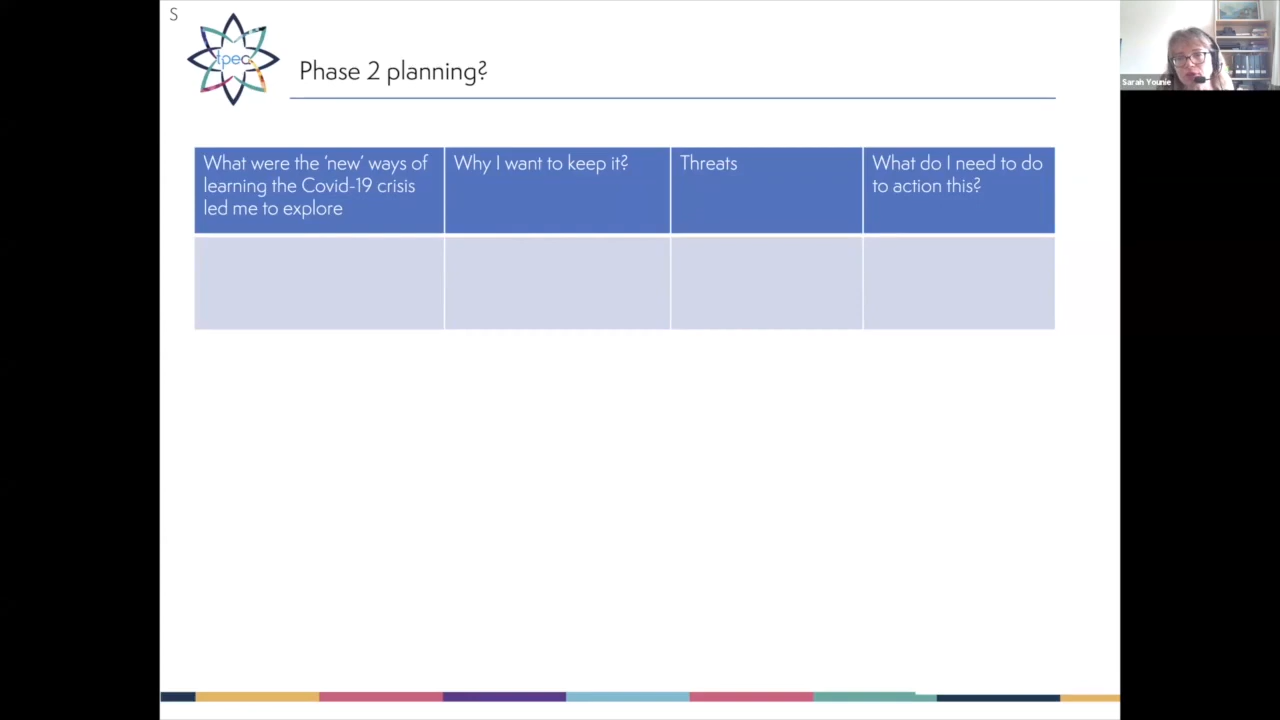 S
tpea
Phase 2 planning?
What were the ‘new’ ways of
learning the Covid-19 crisis
led me to explore
Why I want to keep it?
Threats
What do I need to do
to action this?
Sarah Younie